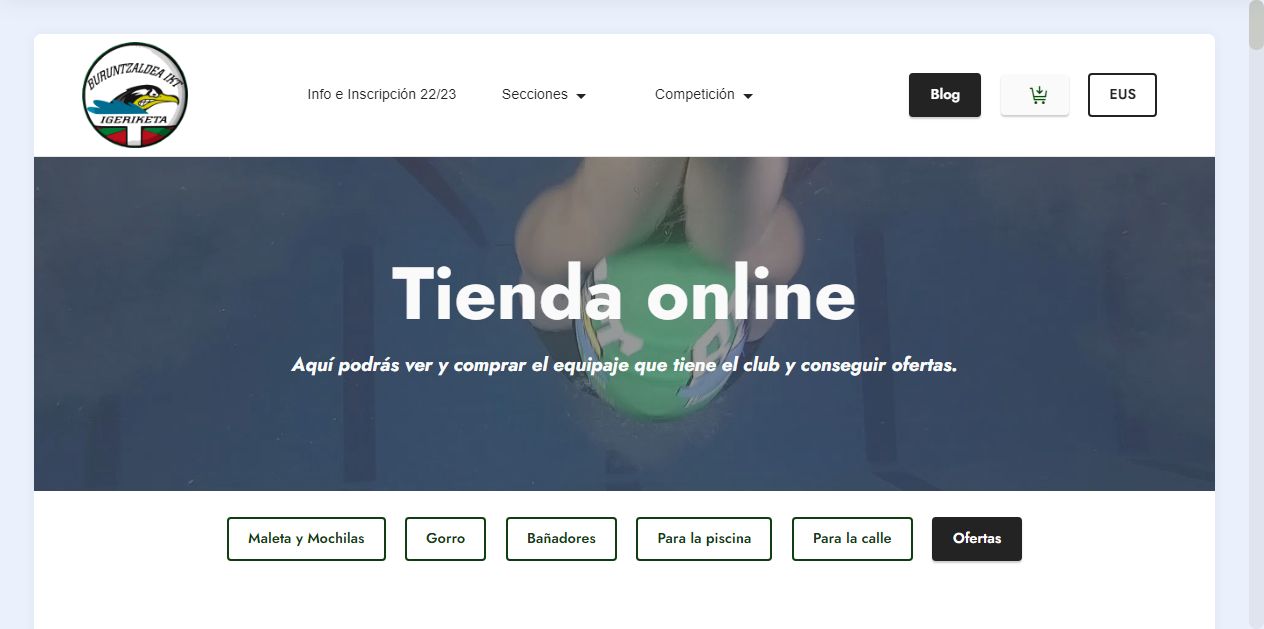 BURUNTZALDEA IKT
IGERIKETA
Info e Inscripción 22/23
Secciones
Competición
Blog
EUS
Tienda online
Aquí podrás ver y comprar el equipaje que tiene el club y conseguir ofertas.
Maleta y Mochilas
Gorro
Bañadores
Para la piscina
Para la calle
Ofertas